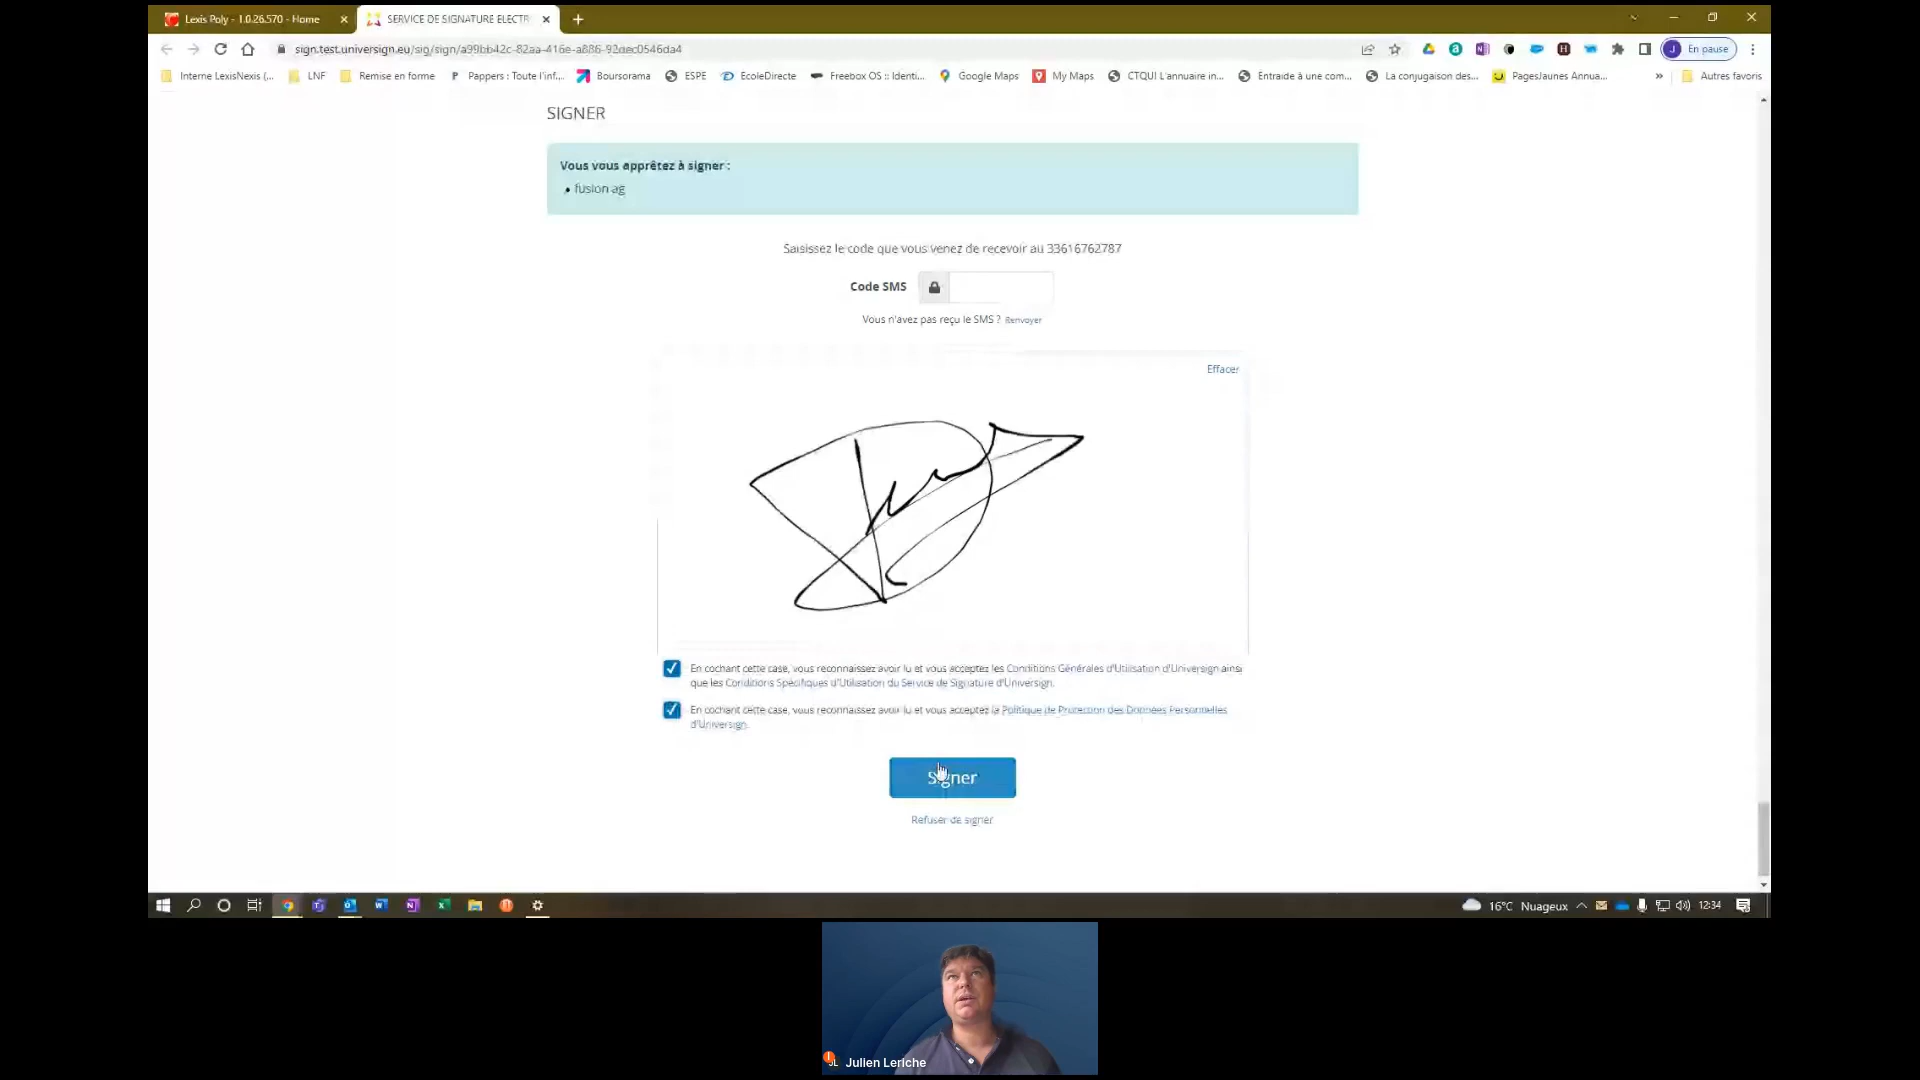 Lexis Poly - 1.0.26.570 - Home
SERVICE DE SIGNATURE ELECTR
sign.test.universign.eu/sig/sign/a99bb42c-82aa-416e-a886-92aec0546da4
En pause
Interne LexisNexis (...
LNF
Remise en forme
Pappers : Toute l'inf...
Boursorama
ESPE
EcoleDirecte
Freebox OS :: Identi...
Google Maps
My Maps
CTQUI L'annuaire in...
Entraide à une com...
La conjugaison des...
PagesJaunes Annua...
»
Autres favoris
SIGNER
Vous vous apprêtez à signer :
• fusion ag
Saisissez le code que vous venez de recevoir au 33616762787
Code SMS
Vous n'avez pas reçu le SMS ? Renvoyer
Effacer
En cochant cette case, vous reconnaissez avoir lu et vous acceptez les Conditions Générales d'Utilisation d'Universign ainsi
que les Conditions Spécifiques d'Utilisation du Service de Signature d'Universign.
En cochant cette case, vous reconnaissez avoir lu et vous acceptez la Politique de Protection des Données Personnelles
d'Universign.
Signer
Refuser de signer
16°C Nuageux
12:34
JL Julien Leriche